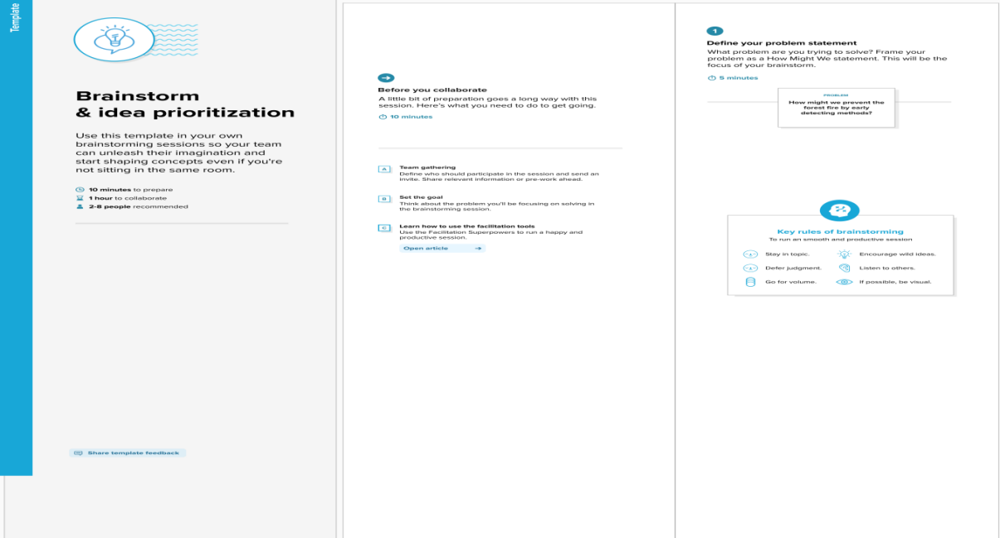 Template
Brainstorm
& idea prioritization
Use this template in your own
brainstorming sessions so your team
can unleash their imagination and
start shaping concepts even if you're
not sitting in the same room.
10 minutes to prepare
1 hour to collaborate
2-8 people recommended
Share template feedback
Before you collaborate
A little bit of preparation goes a long way with this
session. Here's what you need to do to get going.
10 minutes
A
Team gathering
Define who should participate in the session and send an
invite. Share relevant information or pre-work ahead.
B
Set the goal
Think about the problem you'll be focusing on solving in
the brainstorming session.
C
Learn how to use the facilitation tools
Use the Facilitation Superpowers to run a happy and
productive session.
Open article
1
Define your problem statement
What problem are you trying to solve? Frame your
problem as a How Might We statement. This will be the
focus of your brainstorm.
5 minutes
PROBLEM
How might we prevent the
forest fire by early
detecting methods?
Key rules of brainstorming
To run an smooth and productive session
Stay in topic.
Encourage wild ideas.
Defer judgment.
Listen to others.
Go for volume.
If possible, be visual.